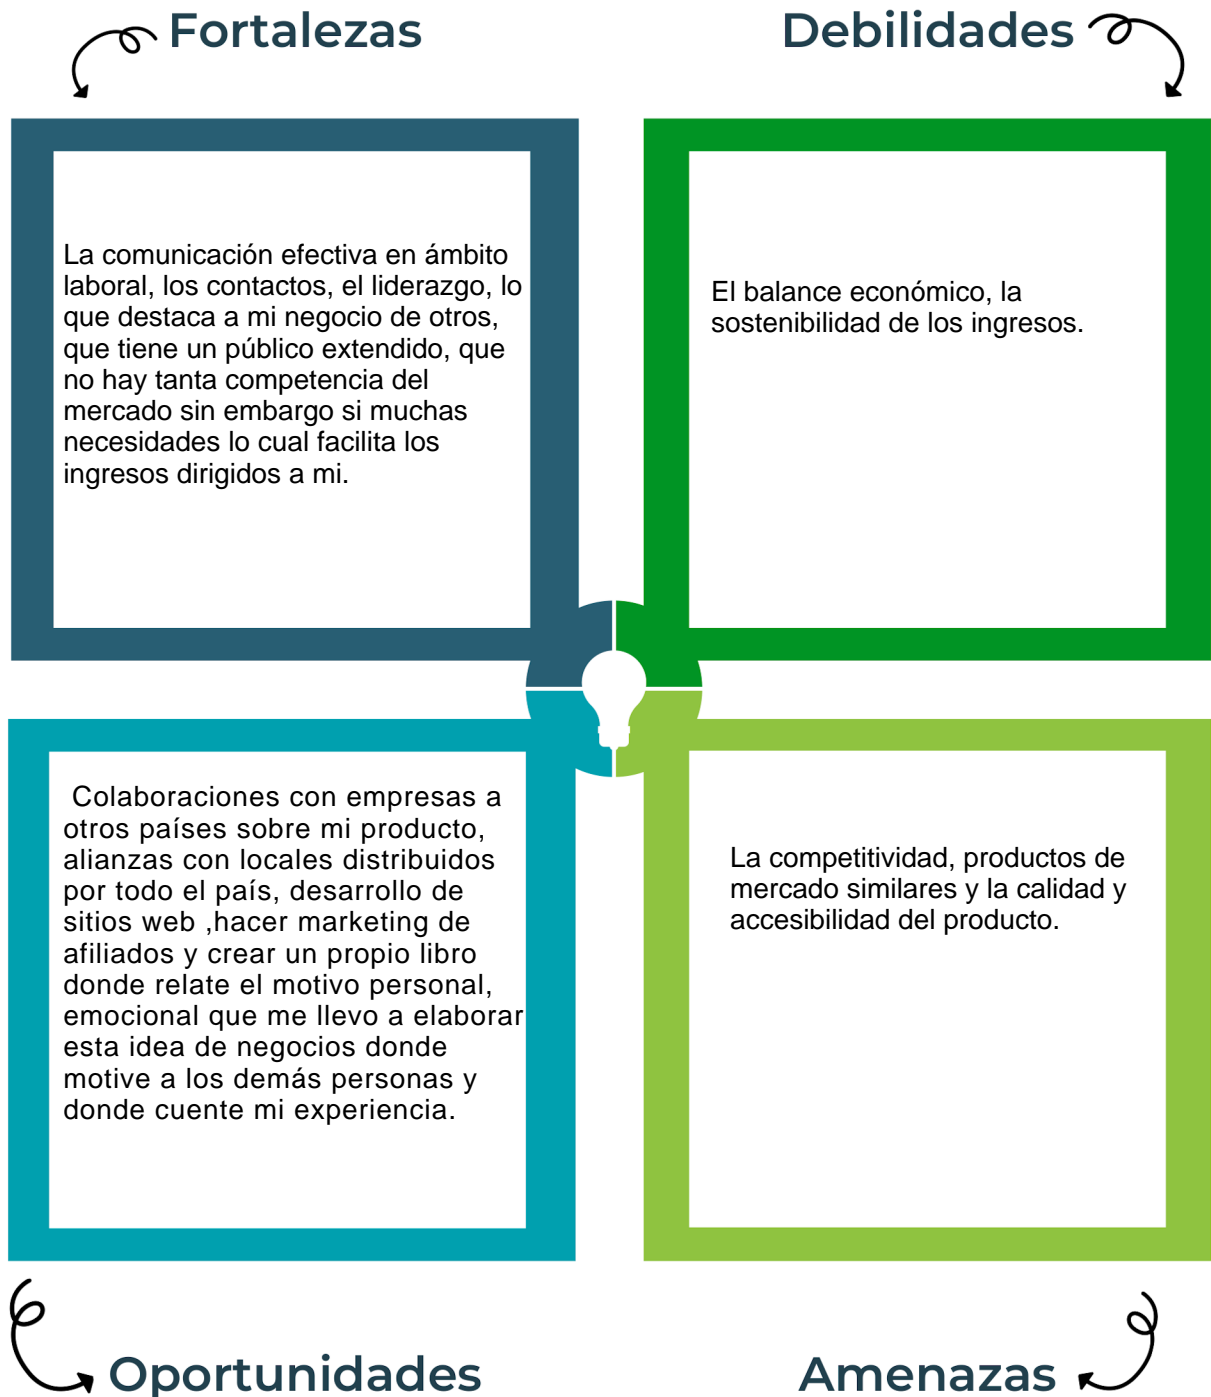 Fortalezas
La comunicación efectiva en ámbito
laboral, los contactos, el liderazgo, lo
que destaca a mi negocio de otros,
que tiene un público extendido, que
no hay tanta competencia del
mercado sin embargo si muchas
necesidades lo cual facilita los
ingresos dirigidos a mi.
Debilidades
El balance económico, la
sostenibilidad de los ingresos.
Colaboraciones con empresas a
otros países sobre mi producto,
alianzas con locales distribuidos
por todo el país, desarrollo de
sitios web ,hacer marketing de
afiliados y crear un propio libro
donde relate el motivo personal,
emocional que me llevo a elaborar
esta idea de negocios donde
motive a los demás personas y
donde cuente mi experiencia.
Oportunidades
La competitividad, productos de
mercado similares y la calidad y
accesibilidad del producto.
Amenazas